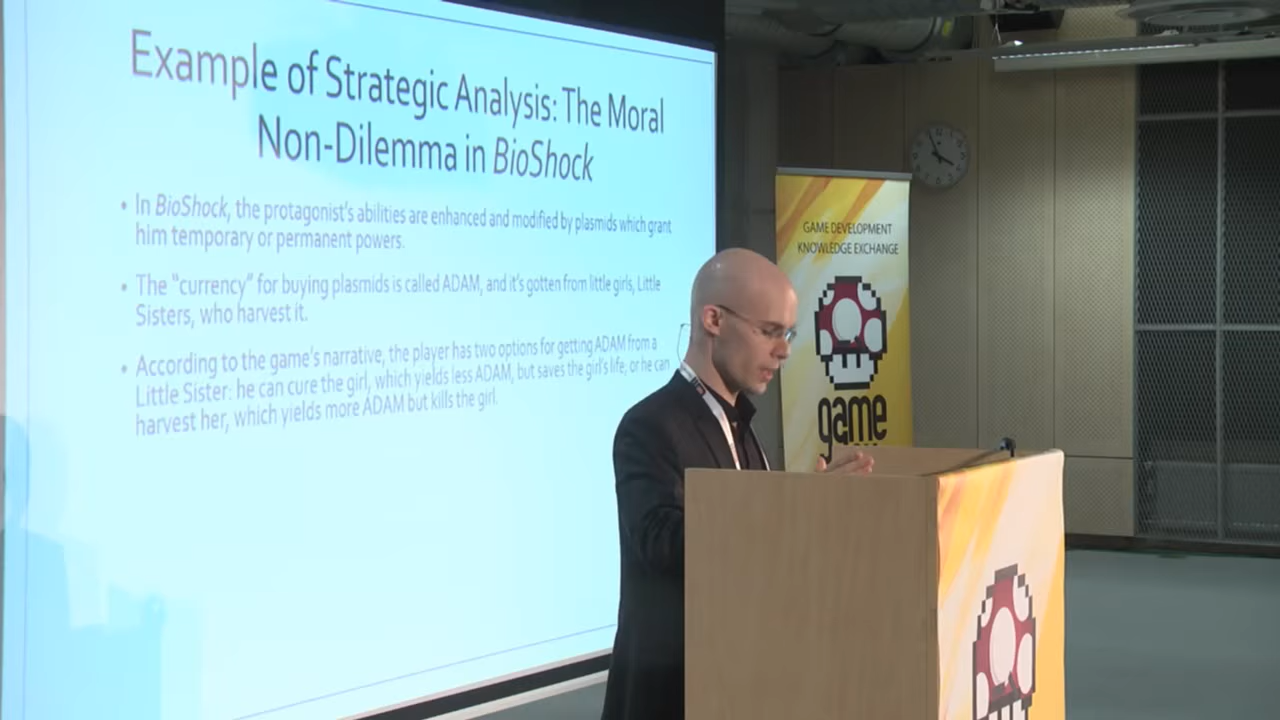 Example of Strategic Analysis: The Moral
Non-Dilemma in BioShock
• In BioShock, the protagonist's abilities are enhanced and modified by plasmids which grant
him temporary or permanent powers.
• The "currency" for buying plasmids is called ADAM, and it's gotten from little girls, Little
Sisters, who harvest it.
• According to the game's narrative, the player has two options for getting ADAM from a
Little Sister: he can cure the girl, which yields less ADAM, but saves the girl's life, or he can
harvest her, which yields more ADAM but kills the girl.
GAME DEVELOPMENT
KNOWLEDGE EXCHANGE
game